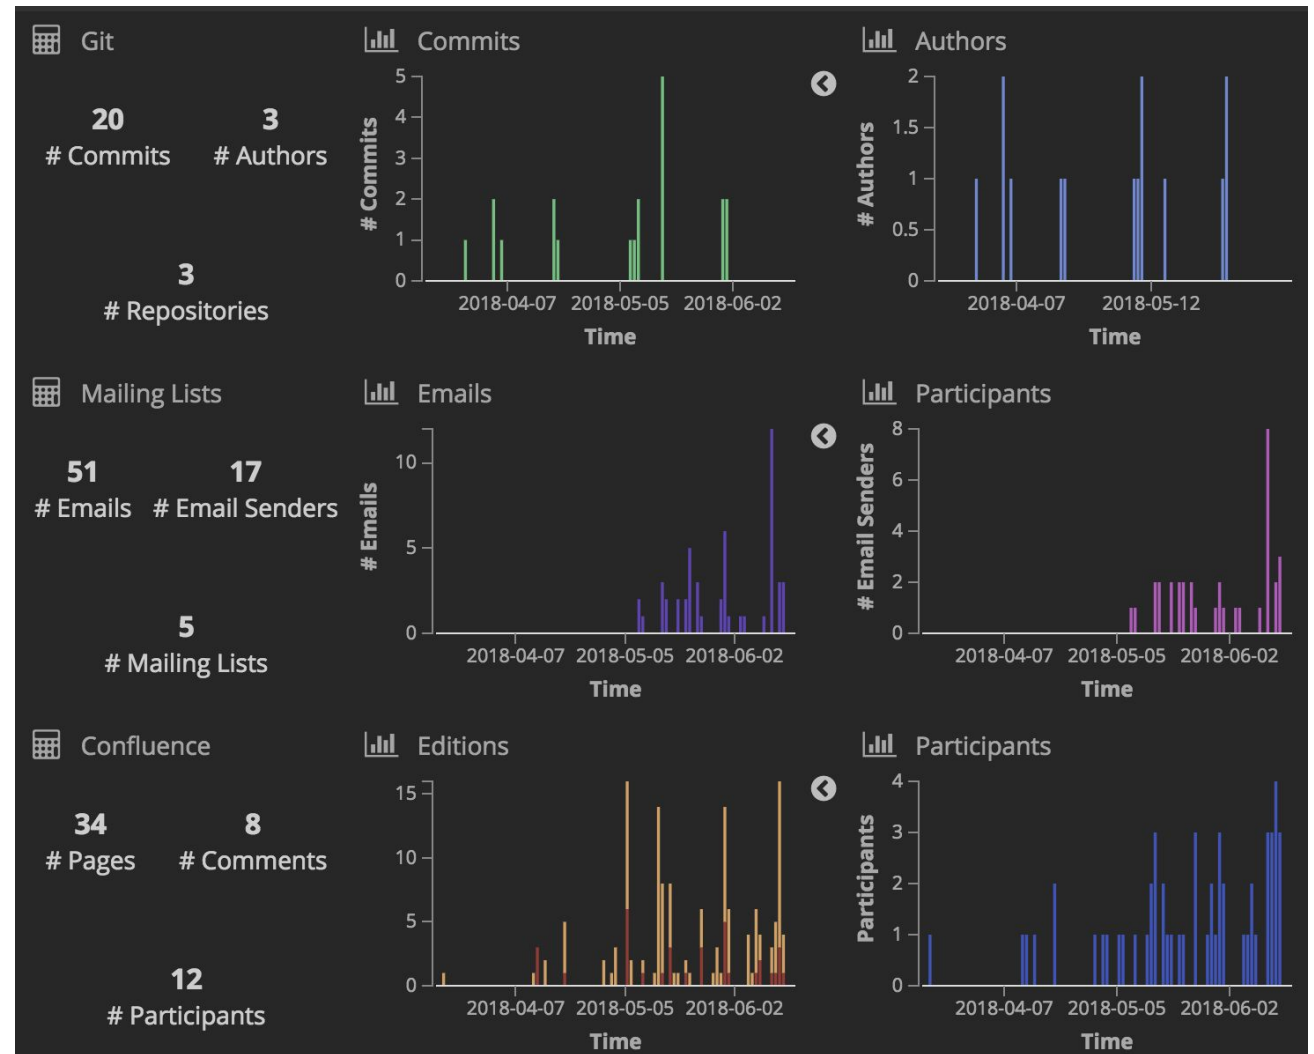 Git
20
# Commits
3
# Authors
3
# Repositories
Commits
# Commits
5
4
3
2
1
0
2018-04-07 2018-05-05 2018-06-02
Time
Authors
# Authors
2
1.5
1
0.5
0
2018-04-07 2018-05-12
Time
Mailing Lists
51
# Emails
17
# Email Senders
5
# Mailing Lists
Emails
# Emails
10
5
0
2018-04-07 2018-05-05 2018-06-02
Time
Participants
# Email Senders
8
6
4
2
0
2018-04-07 2018-05-05 2018-06-02
Time
Confluence
34
# Pages
8
# Comments
12
# Participants
Editions
15
10
5
0
2018-04-07 2018-05-05 2018-06-02
Time
Participants
Participants
4
3
2
1
0
2018-04-07 2018-05-05 2018-06-02
Time